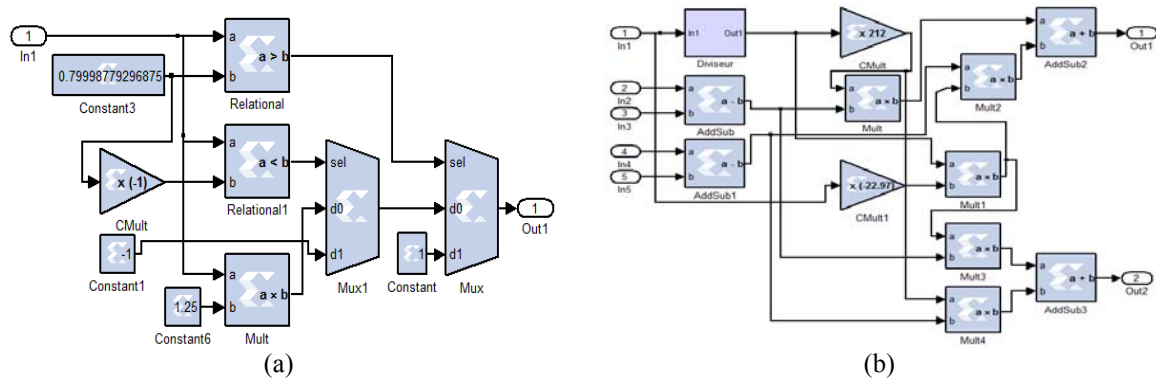 1
In1
0.79998779296875
Constant3
a
b
a > b
Relational
a
b
a < b
Relational1
x (-1)
CMult
-1
Constant1
1.25
Constant6
a
b
a × b
Mult
sel
d0
d1
Mux1
1
Constant
sel
d0
d1
Mux
1
Out1
(a)
1
In1
In1
Out1
Diviseur
x 212
CMult
2
In2
3
In3
a
b
a - b
AddSub
4
In4
5
In5
a
b
a - b
AddSub1
a
b
a × b
Mult
a
b
a × b
Mult2
a
b
a + b
AddSub2
1
Out1
x (-22.97)
CMult1
a
b
a × b
Mult1
a
b
a × b
Mult3
a
b
a × b
Mult4
a
b
a + b
AddSub3
2
Out2
(b)